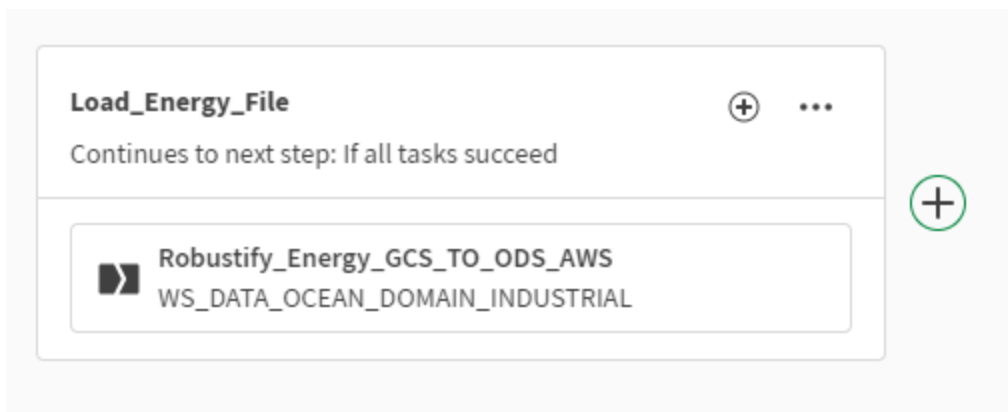 Load_Energy_File
Continues to next step: If all tasks succeed
Robustify_Energy_GCS_TO_ODS_AWS
WS_DATA_OCEAN_DOMAIN_INDUSTRIAL